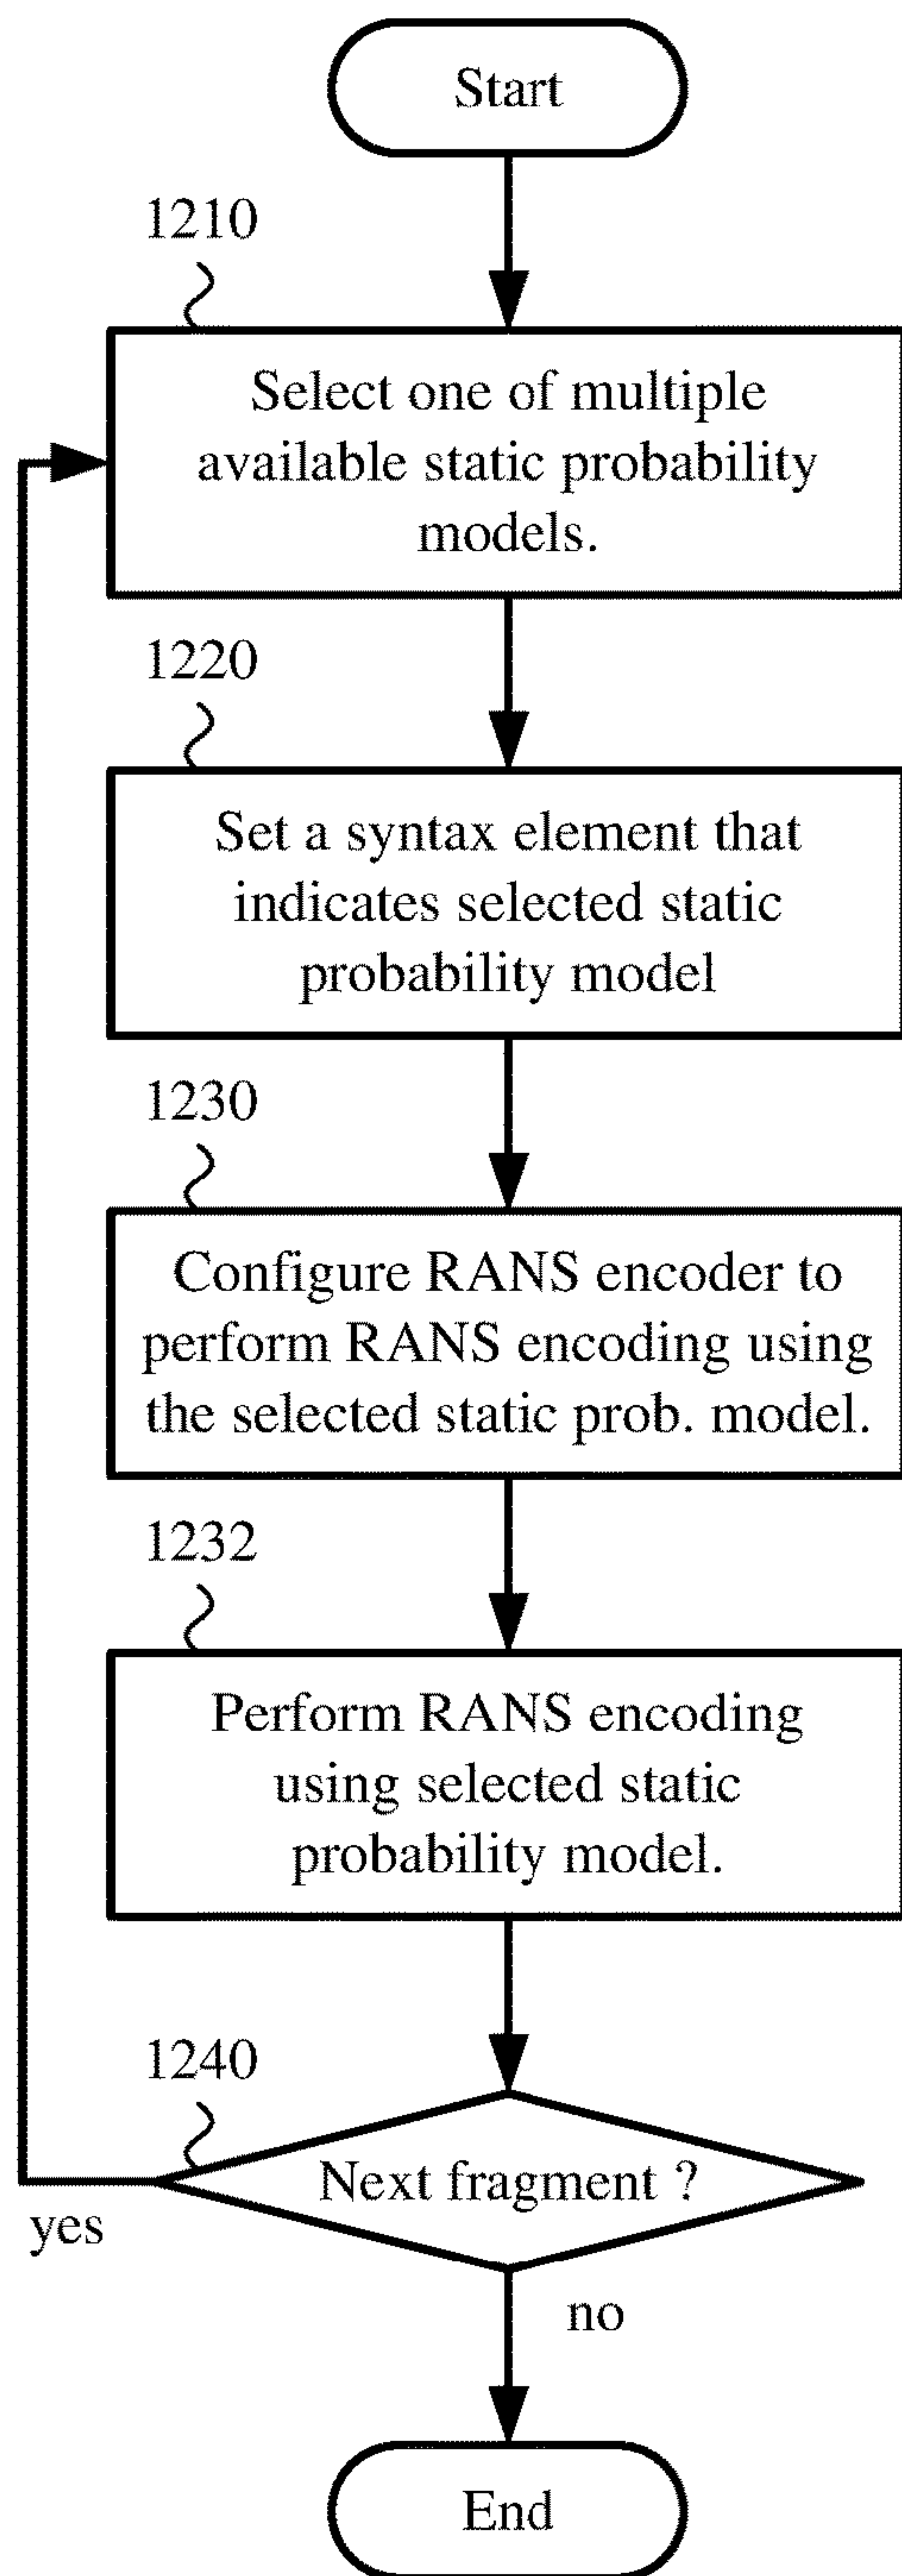 Start
1210
Select one of multiple
available static probability
models.
1220
Set a syntax element that
indicates selected static
probability model
1230
Configure RANS encoder to
perform RANS encoding using
the selected static prob. model.
1232
Perform RANS encoding
using selected static
probability model.
1240
Next fragment ?
yes
no
End